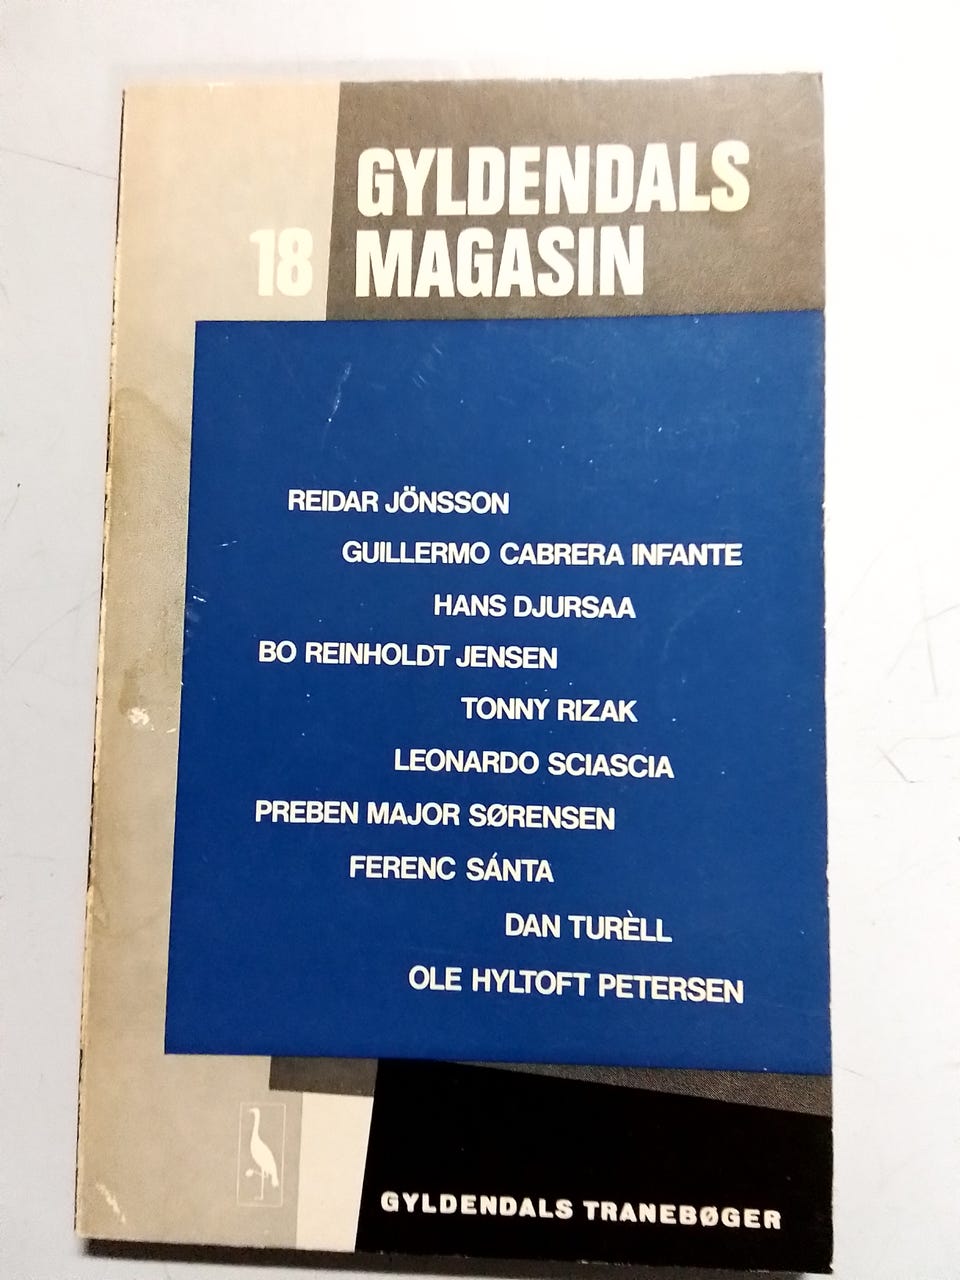 GYLDENDALS
18 MAGASIN
REIDAR JÖNSSON
GUILLERMO CABRERA INFANTE
HANS DJURSAA
BO REINHOLDT JENSEN
TONNY RIZAK
LEONARDO SCIASCIA
PREBEN MAJOR SØRENSEN
FERENC SÁNTA
DAN TURÈLL
OLE HYLTOFT PETERSEN
GYLDENDALS TRANEBØGER